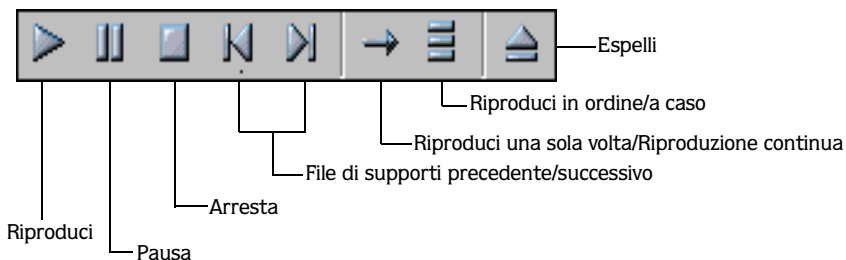 Espelli
Riproduci in ordine/a caso
Riproduci una sola volta/Riproduzione continua
File di supporti precedente/successivo
Arresta
Riproduci
Pausa